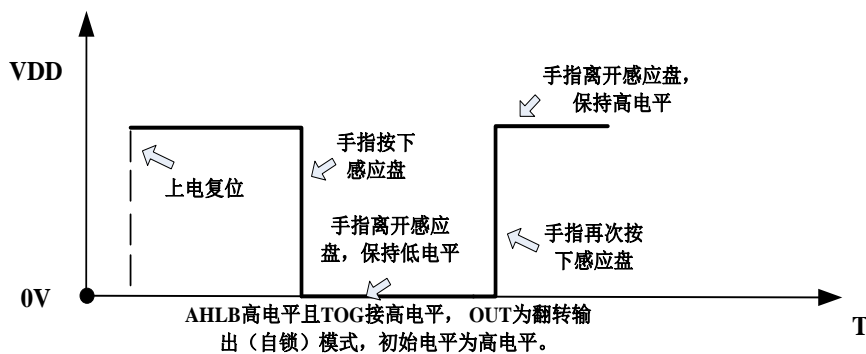 VDD
手指离开感应盘，
保持高电平
手指按下
感应盘
上电复位
手指离开感应
盘，保持低电平
手指再次按
下感应盘
0V
T
AHLB高电平且TOG接高电平， OUT为翻转输
出（自锁）模式，初始电平为高电平。